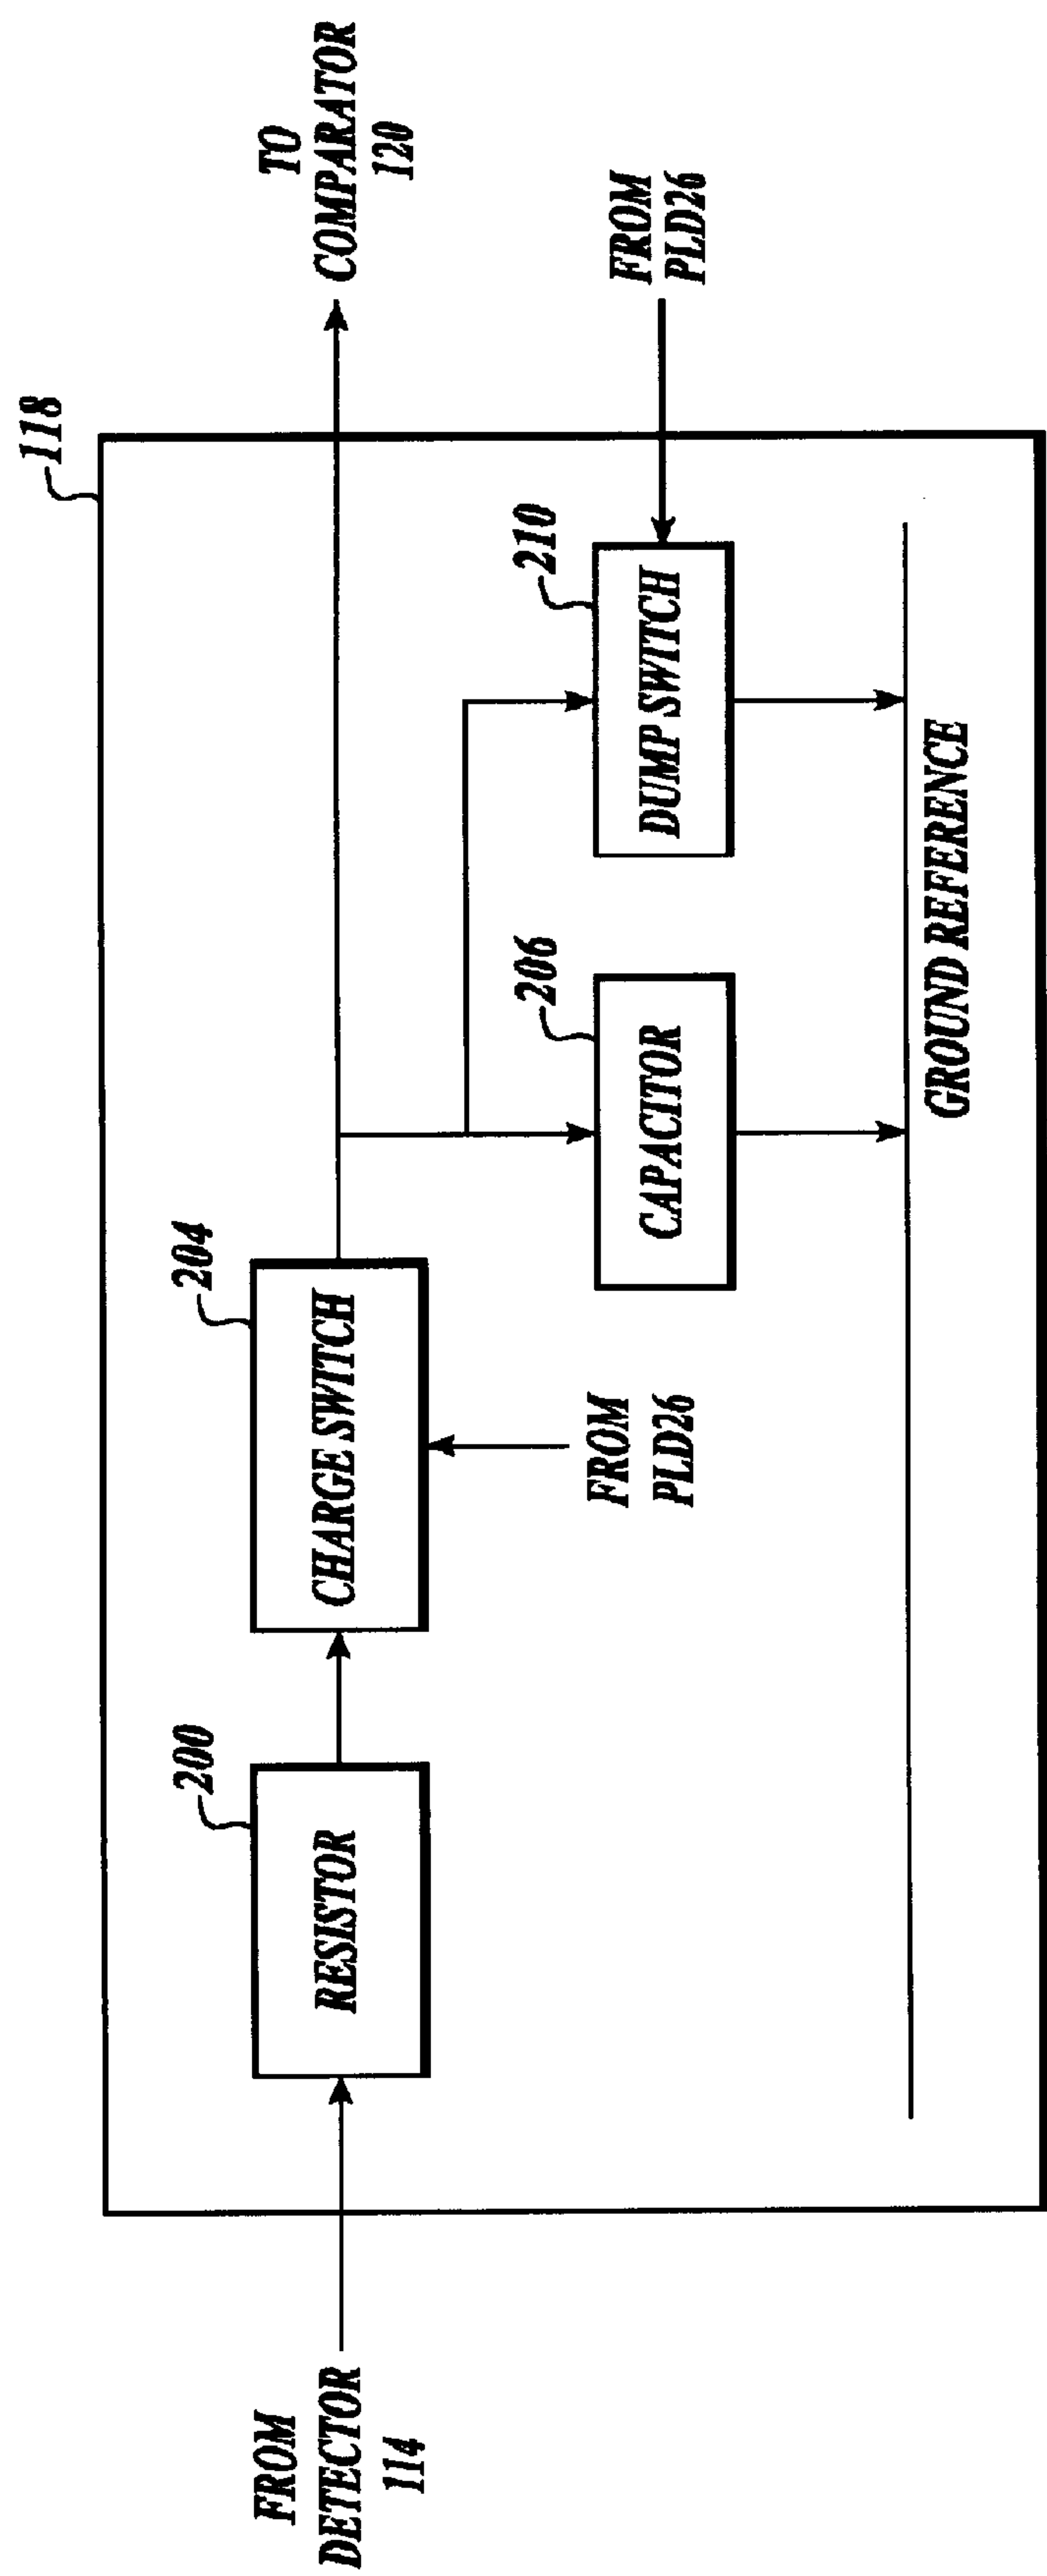 118
FROM
DETECTOR
114
200
RESISTOR
204
CHARGE SWITCH
FROM
PLD26
TO
COMPARATOR
120
206
CAPACITOR
210
DUMP SWITCH
FROM
PLD26
GROUND REFERENCE